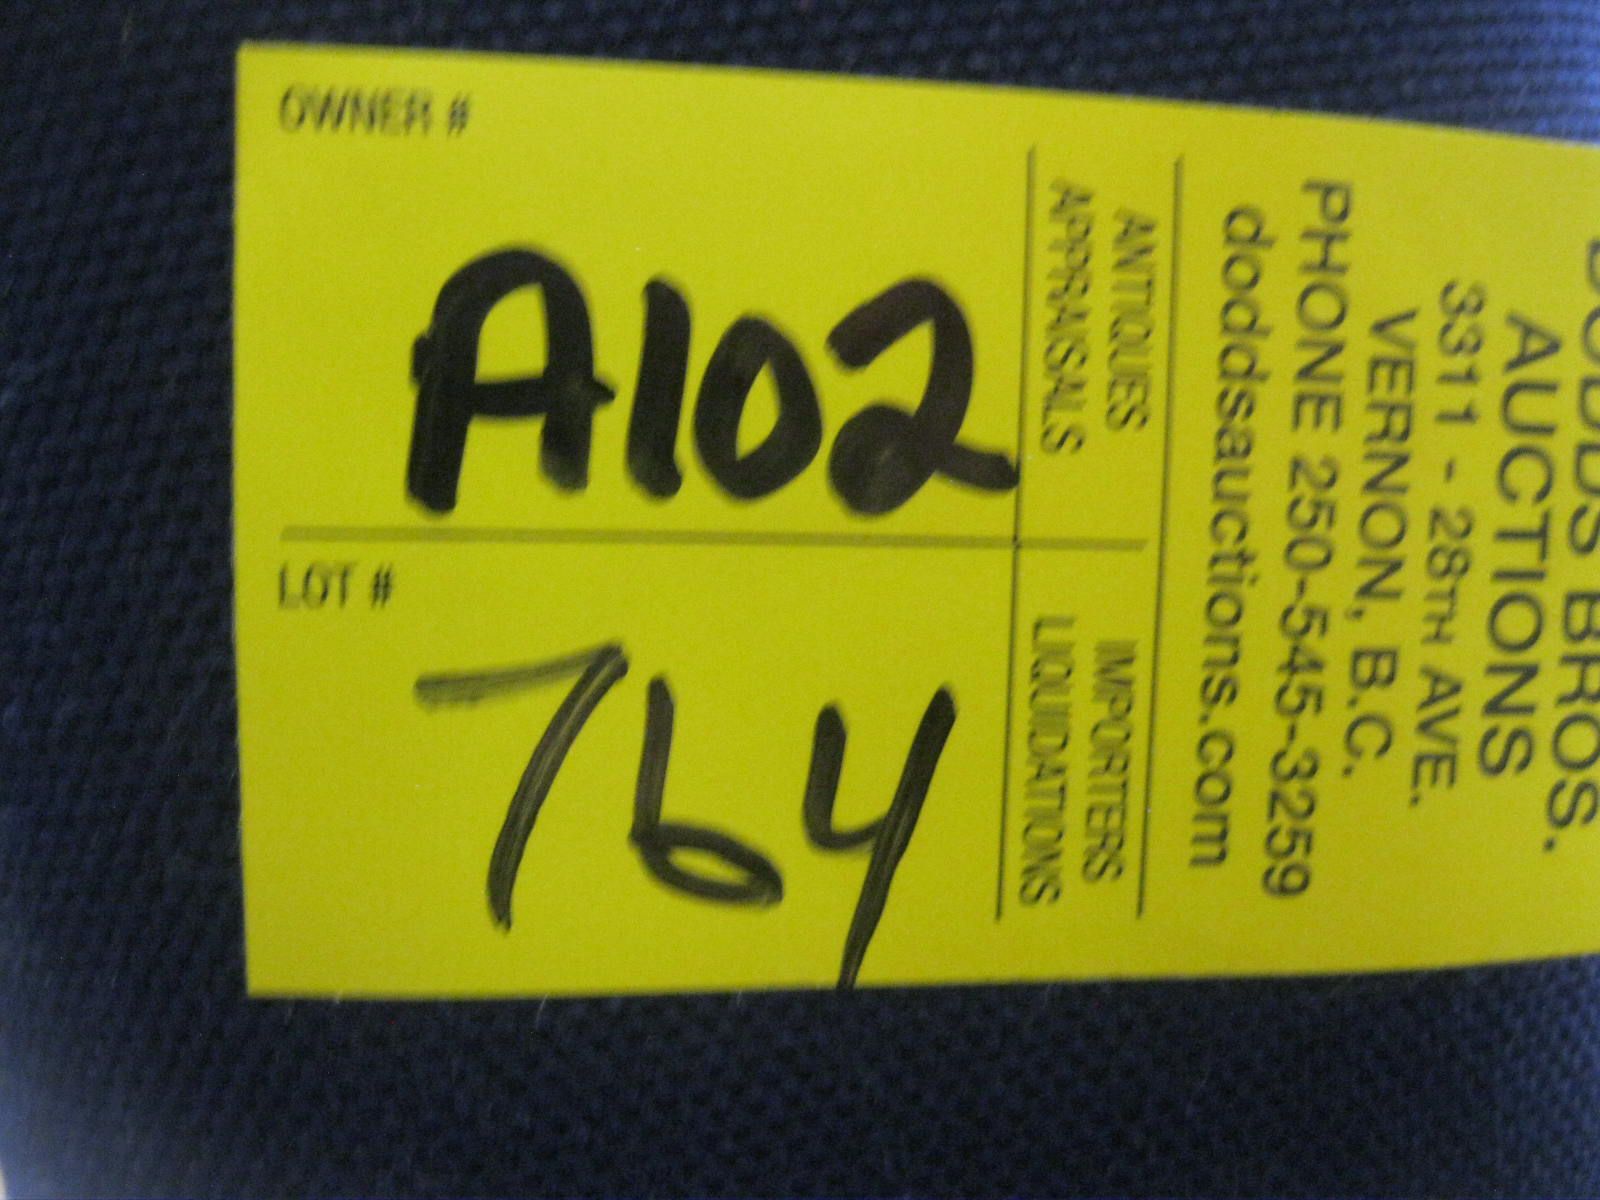 DODDS BROS.
AUCTIONS
3311 - 28TH AVE.
VERNON, B.C.
PHONE 250-545-3259
doddsauctions.com
ANTIQUES
APPRAISALS
IMPORTERS
LIQUIDATIONS
OWNER #
A102
LOT #
764